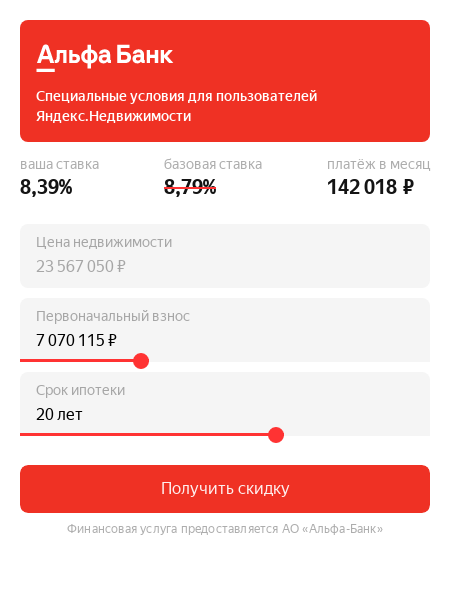 Альфа Банк
Специальные условия для пользователей
Яндекс.Недвижимости
ваша ставка базовая ставка платёж в месяц
8,39% 8,79% 142 018 ₽
Цена недвижимости
23 567 050 ₽
Первоначальный взнос
7 070 115 ₽
Срок ипотеки
20 лет
Получить скидку
Финансовая услуга предоставляется АО «Альфа-Банк»